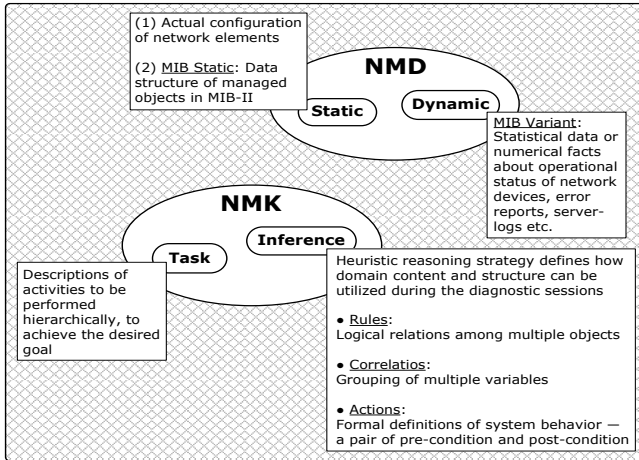 (1) Actual configuration
of network elements
(2) MIB Static: Data
structure of managed
objects in MIB-II
NMD
Static
Dynamic
MIB Variant:
Statistical data or
numerical facts
about operational
status of network
devices, error
reports, server-
logs etc.
NMK
Task
Inference
Descriptions of
activities to be
performed
hierarchically, to
achieve the desired
goal
Heuristic reasoning strategy defines how
domain content and structure can be
utilized during the diagnostic sessions
● Rules:
Logical relations among multiple objects
● Correlatios:
Grouping of multiple variables
● Actions:
Formal definitions of system behavior —
a pair of pre-condition and post-condition